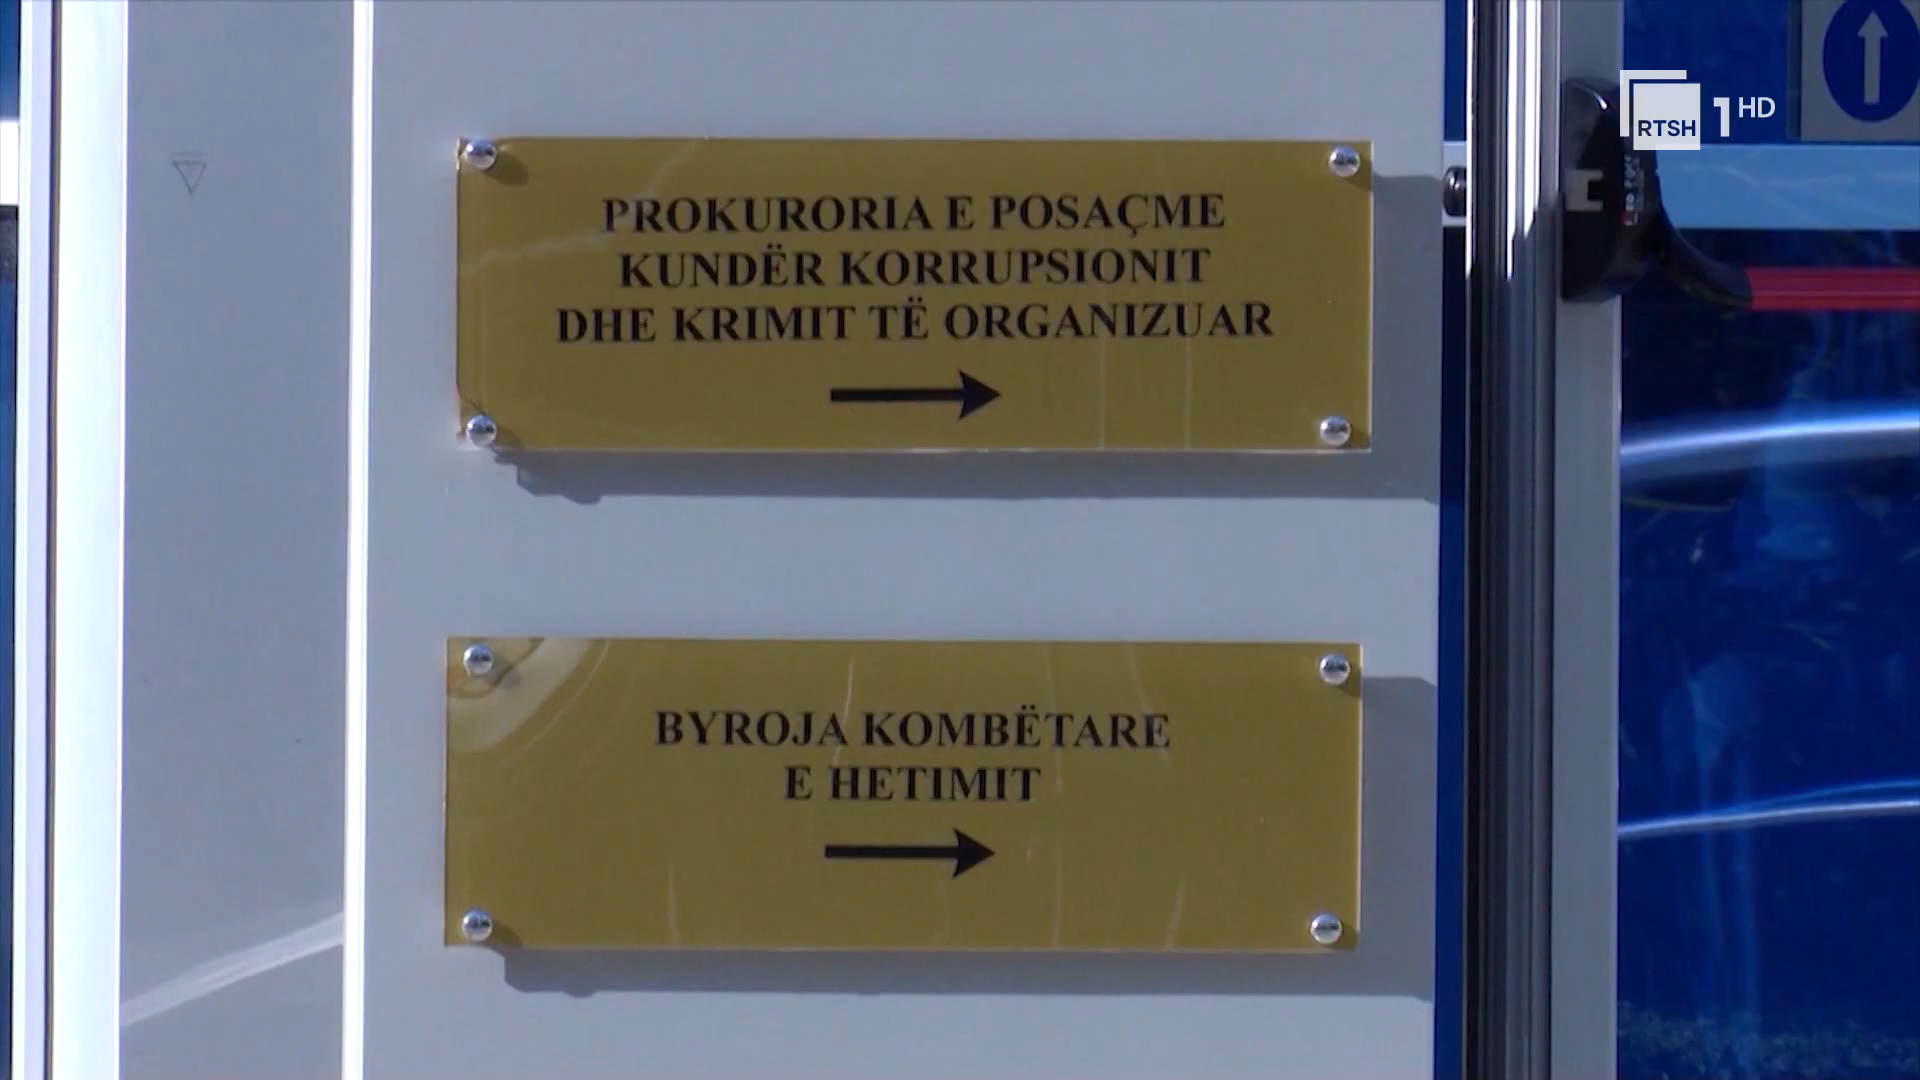 RTSH 1 HD
PROKURORIA E POSAÇME
KUNDËR KORRUPSIONIT
DHE KRIMIT TË ORGANIZUAR
BYROJA KOMBËTARE
E HETIMIT